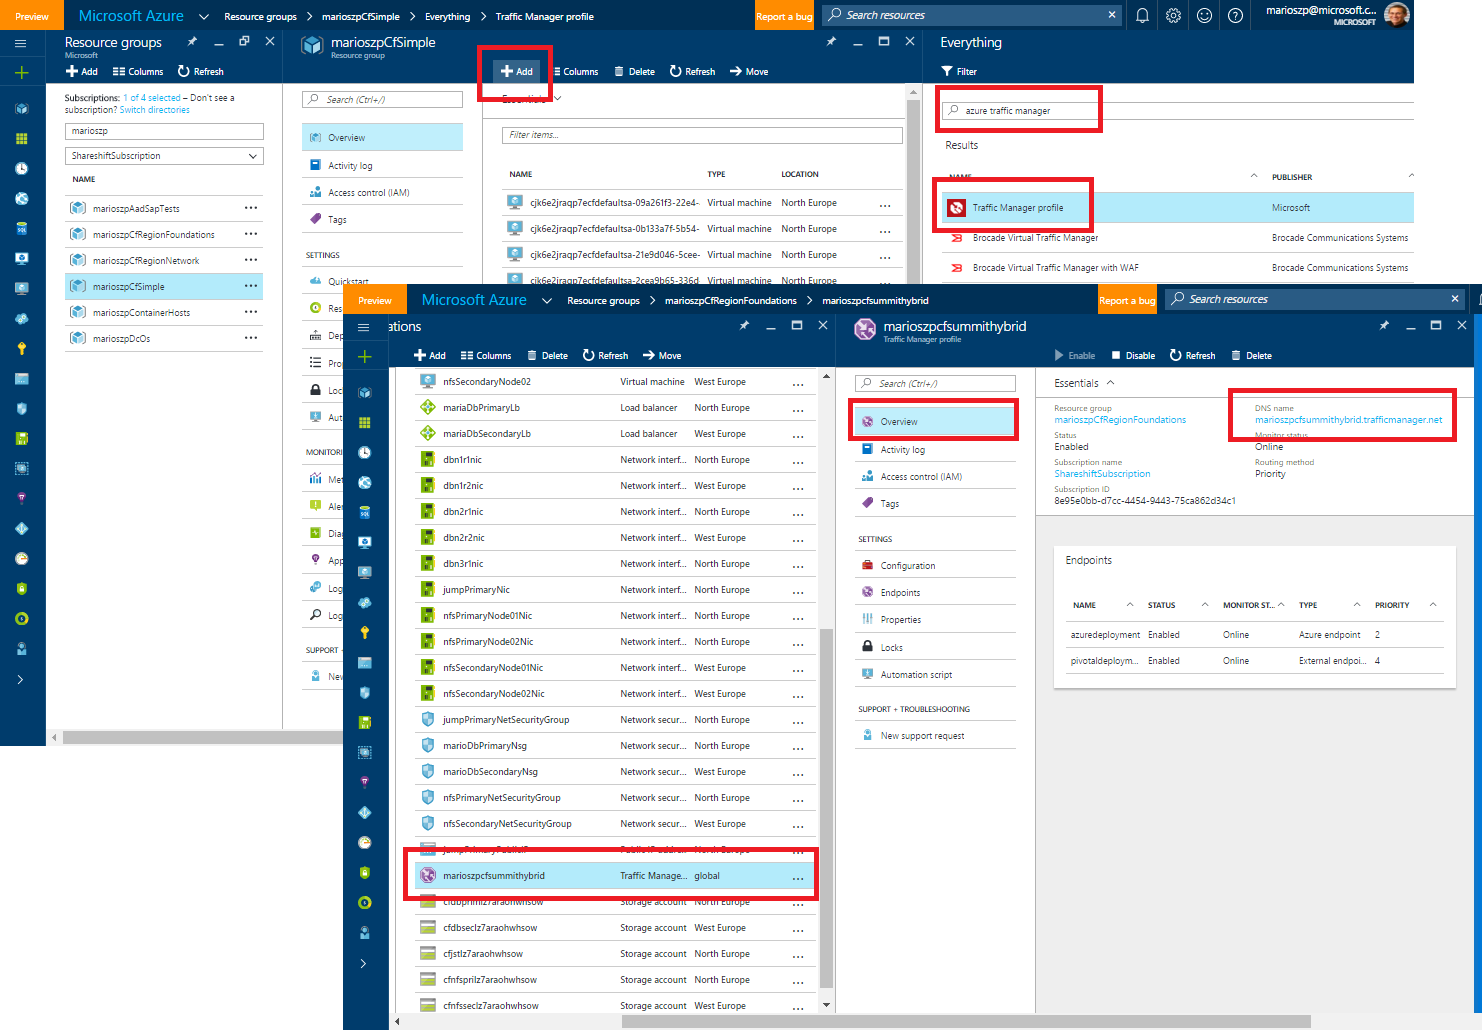 Preview
Microsoft Azure
Resource groups > marioszpCfSimple > Everything > Traffic Manager profile
Report a bug
Search resources
marioszp@microsoft.c...
MICROSOFT
Resource groups
Microsoft
Add Columns Refresh
Subscriptions: 1 of 4 selected – Don't see a
subscription? Switch directories
marioszp
ShareshiftSubscription
NAME
marioszpAadSapTests
marioszpCfRegionFoundations
marioszpCfRegionNetwork
marioszpCfSimple
marioszpContainerHosts
marioszpDcOs
marioszpCfSimple
Resource group
Search (Ctrl+/)
Overview
Activity log
Access control (IAM)
Tags
SETTINGS
Quickstart
MONITORI
SUPPORT +
Add Columns Delete Refresh Move
Essentials
Filter items...
NAME TYPE LOCATION
cjk6e2jraqp7ecfdefaultsa-09a261f3-22e4- Virtual machine North Europe
cjk6e2jraqp7ecfdefaultsa-0b133a7f-5b54- Virtual machine North Europe
cjk6e2jraqp7ecfdefaultsa-21e9d046-5cee- Virtual machine North Europe
cjk6e2jraqp7ecfdefaultsa-2cea9b65-336d Virtual machine North Europe
Everything
Filter
azure traffic manager
Results
NAME PUBLISHER
Traffic Manager profile Microsoft
Brocade Virtual Traffic Manager Brocade Communications Systems
Brocade Virtual Traffic Manager with WAF Brocade Communications Systems
Preview
Microsoft Azure
Resource groups > marioszpCfRegionFoundations > marioszpcfsummithybrid
Report a bug
Search resources
ations
Add Columns Delete Refresh Move
nfsSecondaryNode02 Virtual machine West Europe
mariaDbPrimaryLb Load balancer North Europe
mariaDbSecondaryLb Load balancer North Europe
dbn1r1nic Network interf... North Europe
dbn1r2nic Network interf... West Europe
dbn2r1nic Network interf... North Europe
dbn2r2nic Network interf... West Europe
dbn3r1nic Network interf... North Europe
jumpPrimaryNic Network interf... North Europe
nfsPrimaryNode01Nic Network interf... North Europe
nfsPrimaryNode02Nic Network interf... North Europe
nfsSecondaryNode01Nic Network interf... West Europe
nfsSecondaryNode02Nic Network interf... West Europe
jumpPrimaryNetSecurityGroup Network secur... North Europe
marioDbPrimaryNsg Network secur... North Europe
marioDbSecondaryNsg Network secur... West Europe
nfsPrimaryNetSecurityGroup Network secur... North Europe
nfsSecondaryNetSecurityGroup Network secur... West Europe
jumpPrimaryPublicIP Public IP addre... North Europe
marioszpcfsummithybrid Traffic Manage... global
Storage account North Europe
cfdbseclz7araohwhsow Storage account West Europe
cfjstlz7araohwhsow Storage account North Europe
cfnfsprilz7araohwhsow Storage account North Europe
cfnfsseclz7araohwhsow Storage account West Europe
marioszpcfsummithybrid
Traffic Manager profile
Search (Ctrl+/)
Overview
Activity log
Access control (IAM)
Tags
SETTINGS
Configuration
Endpoints
Properties
Locks
Automation script
SUPPORT + TROUBLESHOOTING
New support request
Enable Disable Refresh Delete
Essentials
Resource group
marioszpCfRegionFoundations
Status
Enabled
Subscription name
ShareshiftSubscription
Subscription ID
8e95e0bb-d7cc-4454-9443-75ca862d34c1
DNS name
marioszpcfsummithybrid.trafficmanager.net
Monitor status
Online
Routing method
Priority
Endpoints
NAME STATUS MONITOR ST... TYPE PRIORITY
azuredeployment Enabled Online Azure endpoint 2
pivotaldeploym... Enabled Online External endpoi... 4